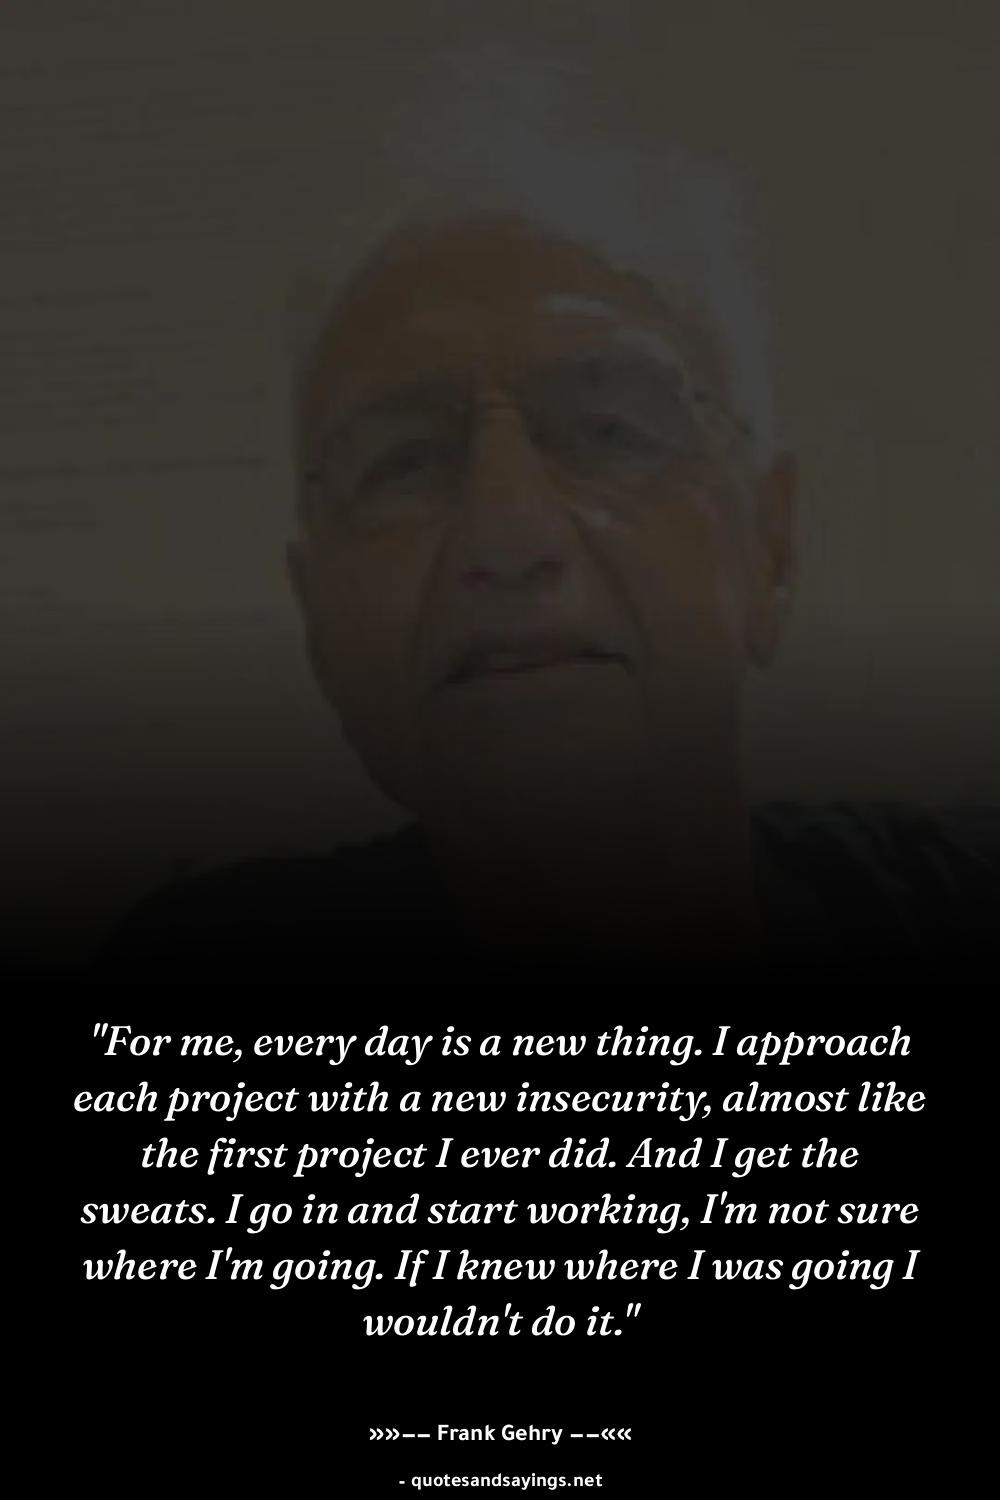 "For me, every day is a new thing. I approach
each project with a new insecurity, almost like
the first project I ever did. And I get the
sweats. I go in and start working, I'm not sure
where I'm going. If I knew where I was going I
wouldn't do it."
»»—– Frank Gehry —–««
- quotesandsayings.net